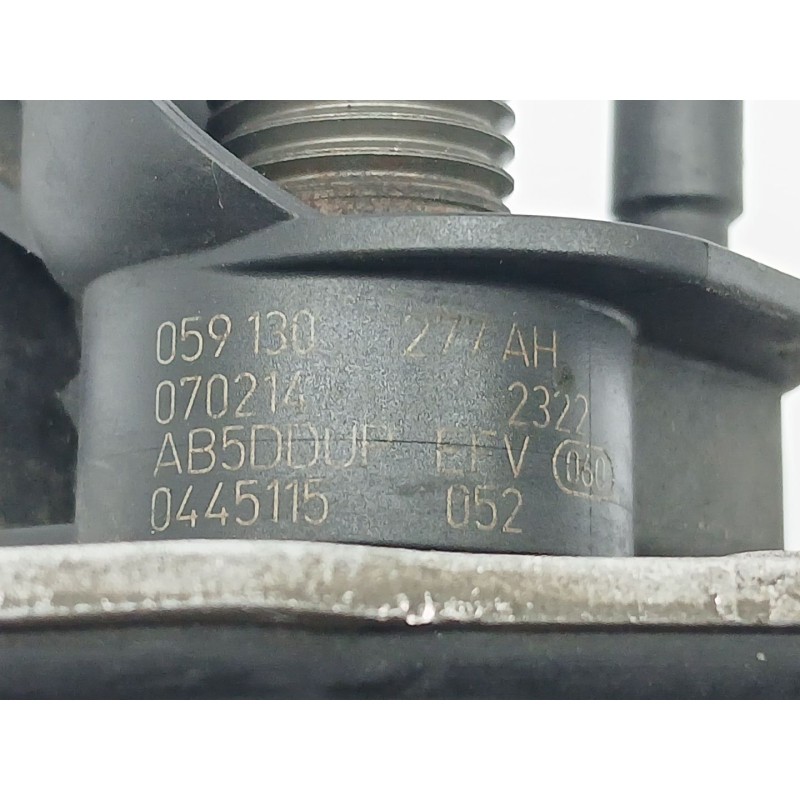 059 130 277 AH
070214 2322
AB5DDUP EFV 060
0445115 052